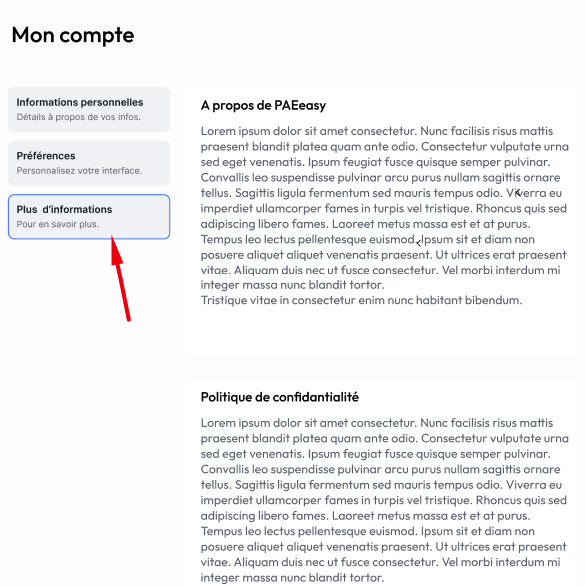 Mon compte
Informations personnelles
Détails à propos de vos infos.
Préférences
Personnalisez votre interface.
Plus d'informations
Pour en savoir plus.
A propos de PAEeasy
Lorem ipsum dolor sit amet consectetur. Nunc facilisis risus mattis
praesent blandit platea quam ante odio. Consectetur vulputate urna
sed eget venenatis. Ipsum feugiat fusce quisque semper pulvinar.
Convallis leo suspendisse pulvinar arcu purus nullam sagittis ornare
tellus. Sagittis ligula fermentum sed mauris tempus odio. Viverra eu
imperdiet ullamcorper fames in turpis vel tristique. Rhoncus quis sed
adipiscing libero fames. Laoreet metus massa est et at purus.
Tempus leo lectus pellentesque euismod. Ipsum sit et diam non
posuere aliquet aliquet venenatis praesent. Ut ultrices erat praesent
vitae. Aliquam duis nec ut fusce consectetur. Vel morbi interdum mi
integer massa nunc blandit tortor.
Tristique vitae in consectetur enim nunc habitant bibendum.
Politique de confidantialité
Lorem ipsum dolor sit amet consectetur. Nunc facilisis risus mattis
praesent blandit platea quam ante odio. Consectetur vulputate urna
sed eget venenatis. Ipsum feugiat fusce quisque semper pulvinar.
Convallis leo suspendisse pulvinar arcu purus nullam sagittis ornare
tellus. Sagittis ligula fermentum sed mauris tempus odio. Viverra eu
imperdiet ullamcorper fames in turpis vel tristique. Rhoncus quis sed
adipiscing libero fames. Laoreet metus massa est et at purus.
Tempus leo lectus pellentesque euismod. Ipsum sit et diam non
posuere aliquet aliquet venenatis praesent. Ut ultrices erat praesent
vitae. Aliquam duis nec ut fusce consectetur. Vel morbi interdum mi
integer massa nunc blandit tortor.